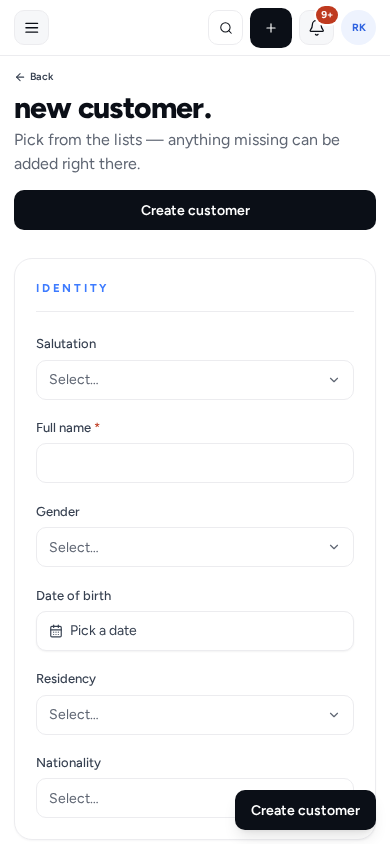 9+
RK
Back
new customer.
Pick from the lists — anything missing can be
added right there.
Create customer
IDENTITY
Salutation
Select...
Full name *
Gender
Select...
Date of birth
Pick a date
Residency
Select...
Nationality
Select...
Create customer